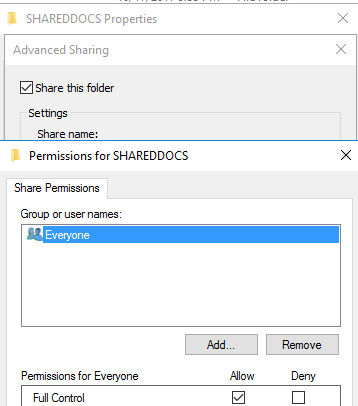 SHAREDDOCS Properties
Advanced Sharing
Share this folder
Settings
Share name:
Permissions for SHAREDDOCS
Share Permissions
Group or user names:
Everyone
Add... Remove
Permissions for Everyone Allow Deny
Full Control